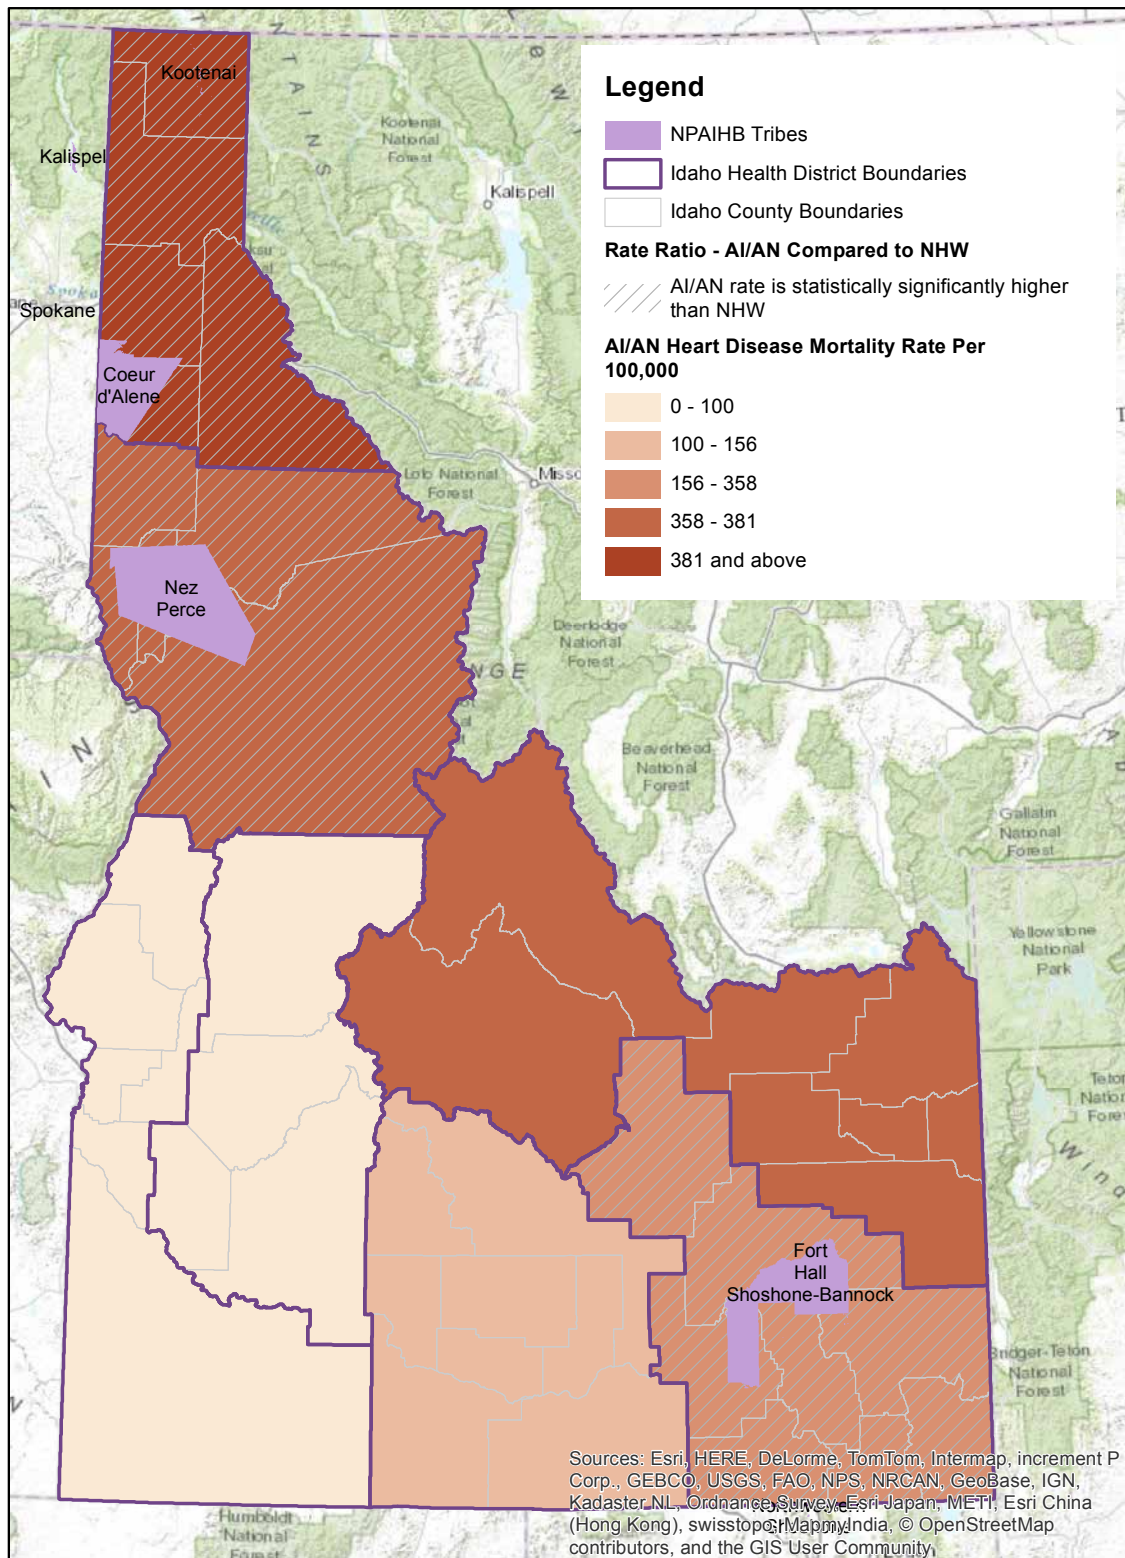 Legend
NPAIHB Tribes
Idaho Health District Boundaries
Idaho County Boundaries
Rate Ratio - AI/AN Compared to NHW
AI/AN rate is statistically significantly higher
than NHW
AI/AN Heart Disease Mortality Rate Per
100,000
0 - 100
100 - 156
156 - 358
358 - 381
381 and above
Kootenai
Kalispel
Kootenai
National
Forest
Kalispell
Spokane
Coeur
d'Alene
Lolo National
Forest
Nez
Perce
Deerlodge
National
Forest
NGE
Beaverhead
National
Forest
Gallatin
National
Forest
Yellowstone
National
Park
Fort
Hall
Shoshone-Bannock
Bridger-Teton
National
Forest
Humboldt
National
Forest
Sources: Esri, HERE, DeLorme, TomTom, Intermap, increment P
Corp., GEBCO, USGS, FAO, NPS, NRCAN, GeoBase, IGN,
Kadaster NL, Ordnance Survey, Esri Japan, METI, Esri China
(Hong Kong), swisstopo, MapmyIndia, © OpenStreetMap
contributors, and the GIS User Community